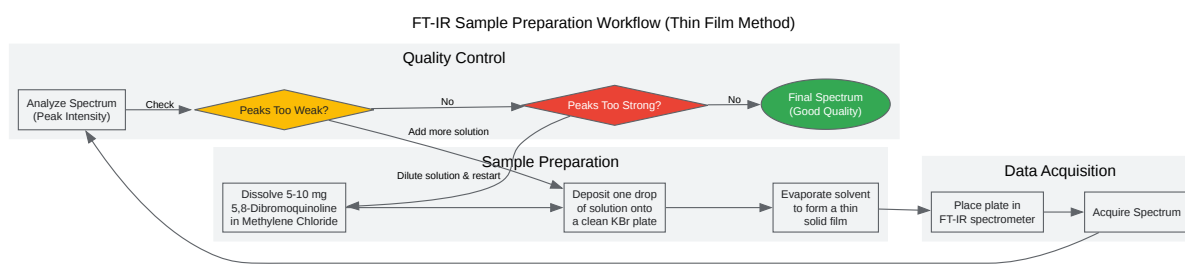 FT-IR Sample Preparation Workflow (Thin Film Method)
Quality Control
Analyze Spectrum
(Peak Intensity)
Check
Peaks Too Weak?
No
Peaks Too Strong?
No
Final Spectrum
(Good Quality)
Add more solution
Dilute solution & restart
Sample Preparation
Dissolve 5-10 mg
5,8-Dibromoquinoline
in Methylene Chloride
Deposit one drop
of solution onto
a clean KBr plate
Evaporate solvent
to form a thin
solid film
Data Acquisition
Place plate in
FT-IR spectrometer
Acquire Spectrum